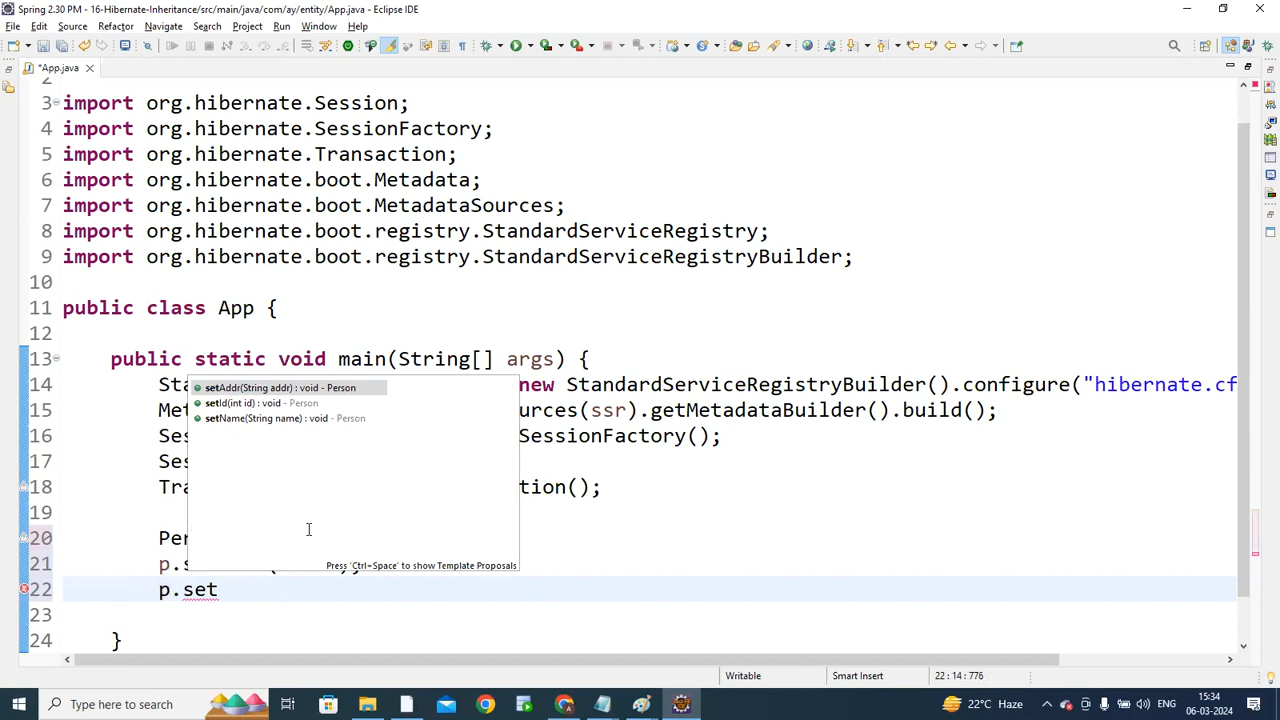 Spring 2.30 PM - 16-Hibernate-Inheritance/src/main/java/com/ay/entity/App.java - Eclipse IDE
File Edit Source Refactor Navigate Search Project Run Window Help
*App.java
2
3 import org.hibernate.Session;
4 import org.hibernate.SessionFactory;
5 import org.hibernate.Transaction;
6 import org.hibernate.boot.Metadata;
7 import org.hibernate.boot.MetadataSources;
8 import org.hibernate.boot.registry.StandardServiceRegistry;
9 import org.hibernate.boot.registry.StandardServiceRegistryBuilder;
10
11 public class App {
12
13 public static void main(String[] args) {
14 Sta new StandardServiceRegistryBuilder().configure("hibernate.cf
15 Met ources(ssr).getMetadataBuilder().build();
16 Ses SessionFactory();
17 Ses
18 Tra tion();
19
20 Per
21 p.s
22 p.set
23
24 }
setAddr(String addr) : void - Person
setId(int id) : void - Person
setName(String name) : void - Person
Press 'Ctrl+Space' to show Template Proposals
Writable Smart Insert 22 : 14 : 776
Type here to search 22°C Haze ENG 15:34
06-03-2024